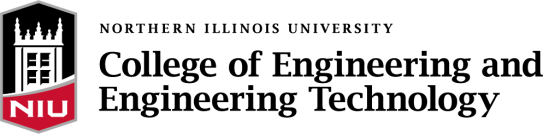 NORTHERN ILLINOIS UNIVERSITY
College of Engineering and
Engineering Technology
NIU